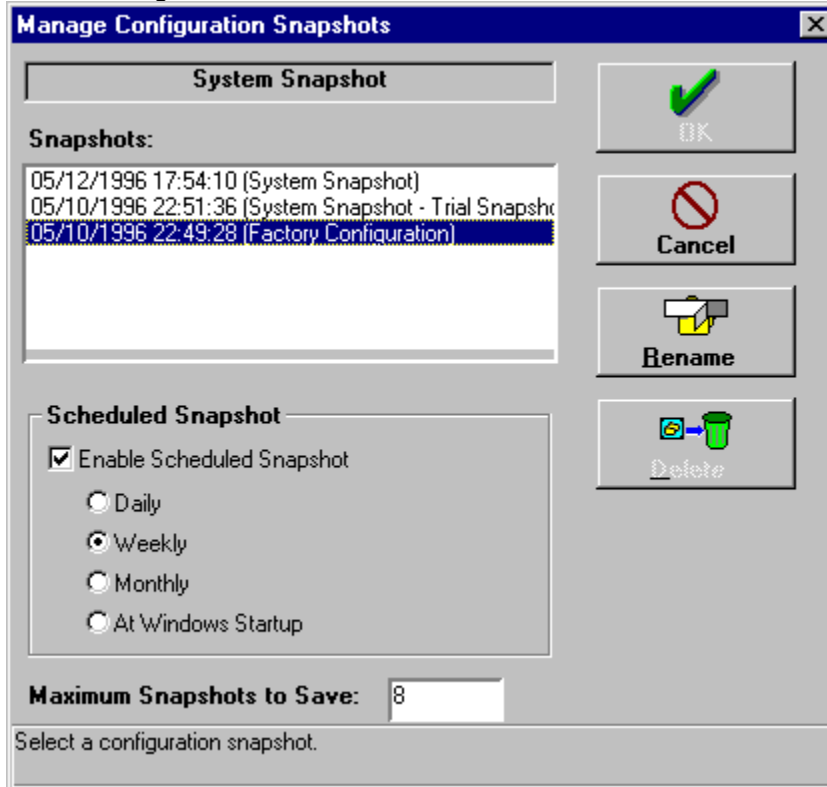 Manage Configuration Snapshots
System Snapshot
OK
Snapshots:
05/12/1996 17:54:10 (System Snapshot)
05/10/1996 22:51:36 (System Snapshot - Trial Snapsho
05/10/1996 22:49:28 (Factory Configuration)
Cancel
Rename
Scheduled Snapshot
Enable Scheduled Snapshot
Delete
Daily
Weekly
Monthly
At Windows Startup
Maximum Snapshots to Save: 8
Select a configuration snapshot.